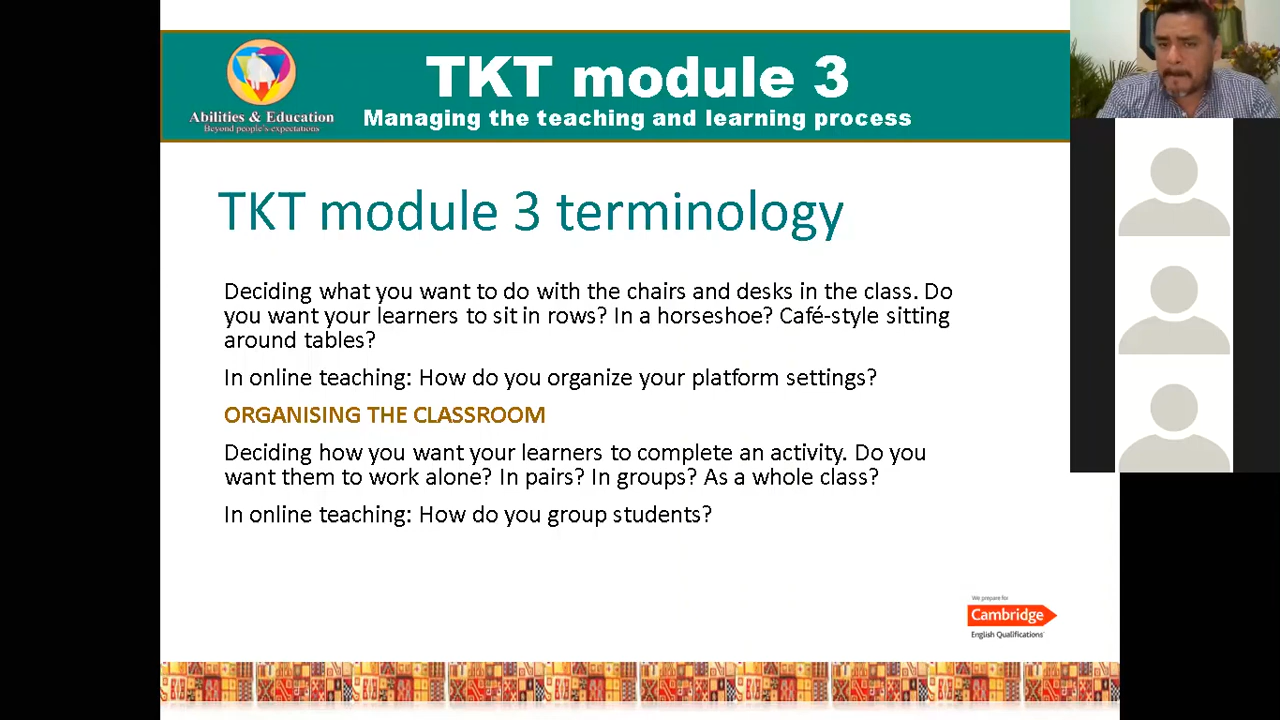 TKT module 3
Managing the teaching and learning process
Abilities & Education
Beyond people's expectations
TKT module 3 terminology
Deciding what you want to do with the chairs and desks in the class. Do
you want your learners to sit in rows? In a horseshoe? Café-style sitting
around tables?
In online teaching: How do you organize your platform settings?
ORGANISING THE CLASSROOM
Deciding how you want your learners to complete an activity. Do you
want them to work alone? In pairs? In groups? As a whole class?
In online teaching: How do you group students?
We prepare for
Cambridge
English Qualifications